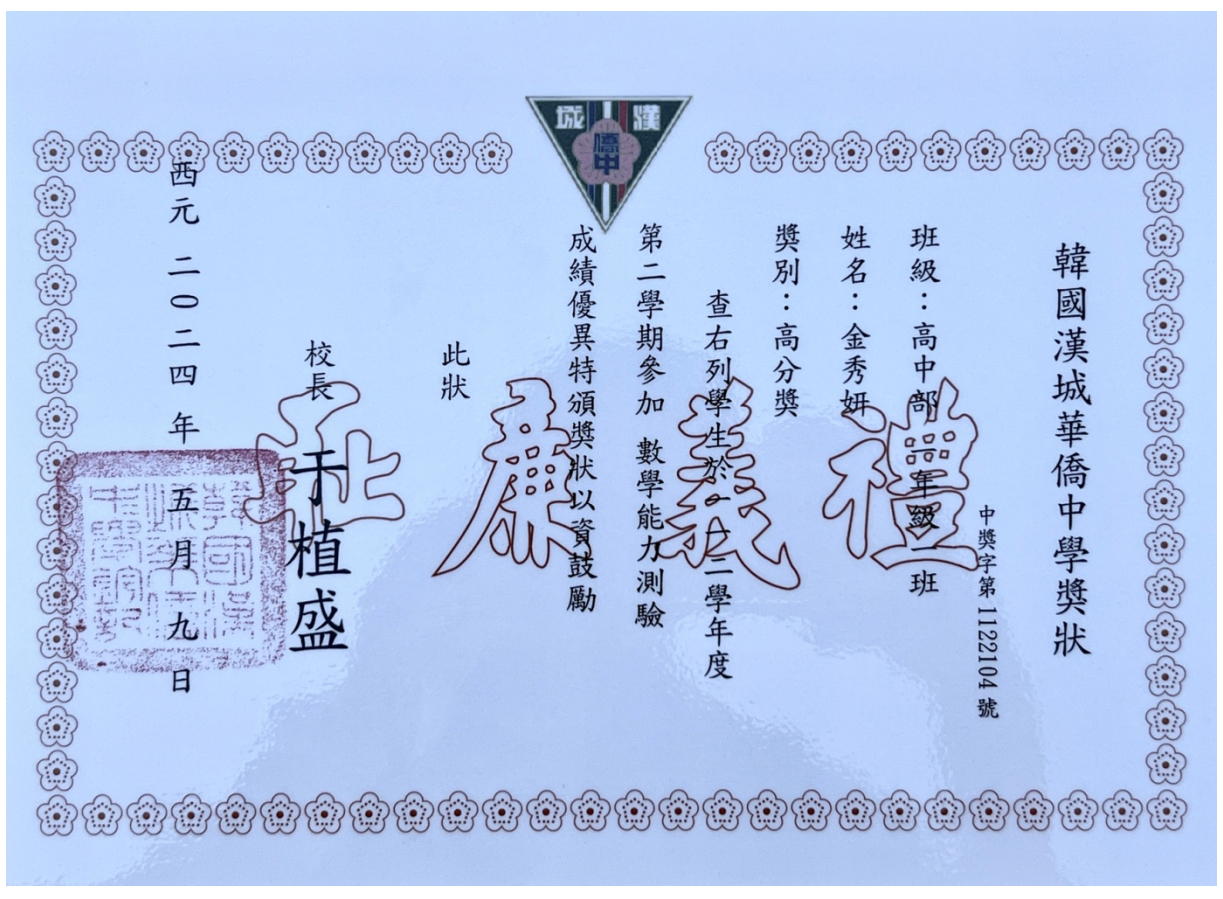 漢城
僑中
韓國漢城華僑中學獎狀
中獎字第 1122104 號
班級：高中部 年級 班
姓名：金秀妍
獎別：高分獎
查右列學生於一一二學年度
第二學期參加 數學能力測驗
成績優異特頒獎狀以資鼓勵
此狀
校長 于植盛
西元 二○二四 年 五 月 九 日
禮義廉恥